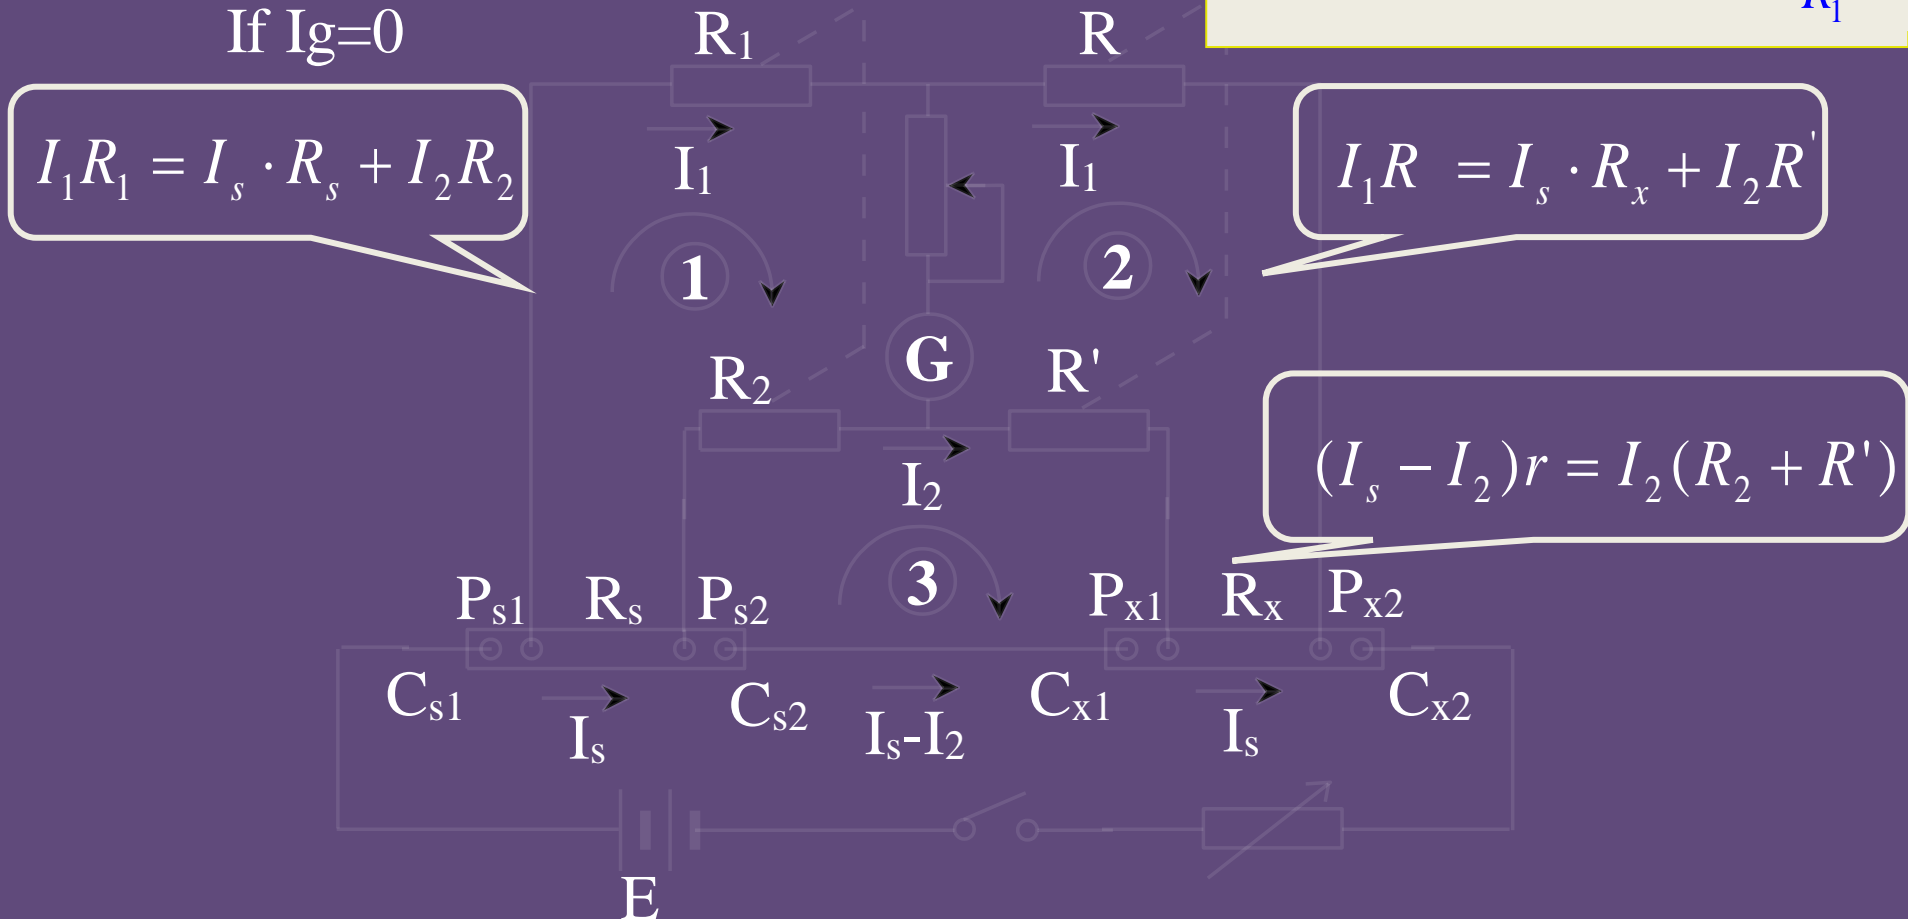 R₁
If Ig=0
R₁
R
I₁R₁ = Iₛ · Rₛ + I₂R₂
I₁R = Iₛ · Rₓ + I₂R'
I₁
I₁
1
2
G
R₂
R'
(Iₛ − I₂)r = I₂(R₂ + R')
I₂
3
Pₛ₁ Rₛ Pₛ₂
Pₓ₁ Rₓ Pₓ₂
Cₛ₁
Cₛ₂
Cₓ₁
Cₓ₂
Iₛ
Iₛ-I₂
Iₛ
E